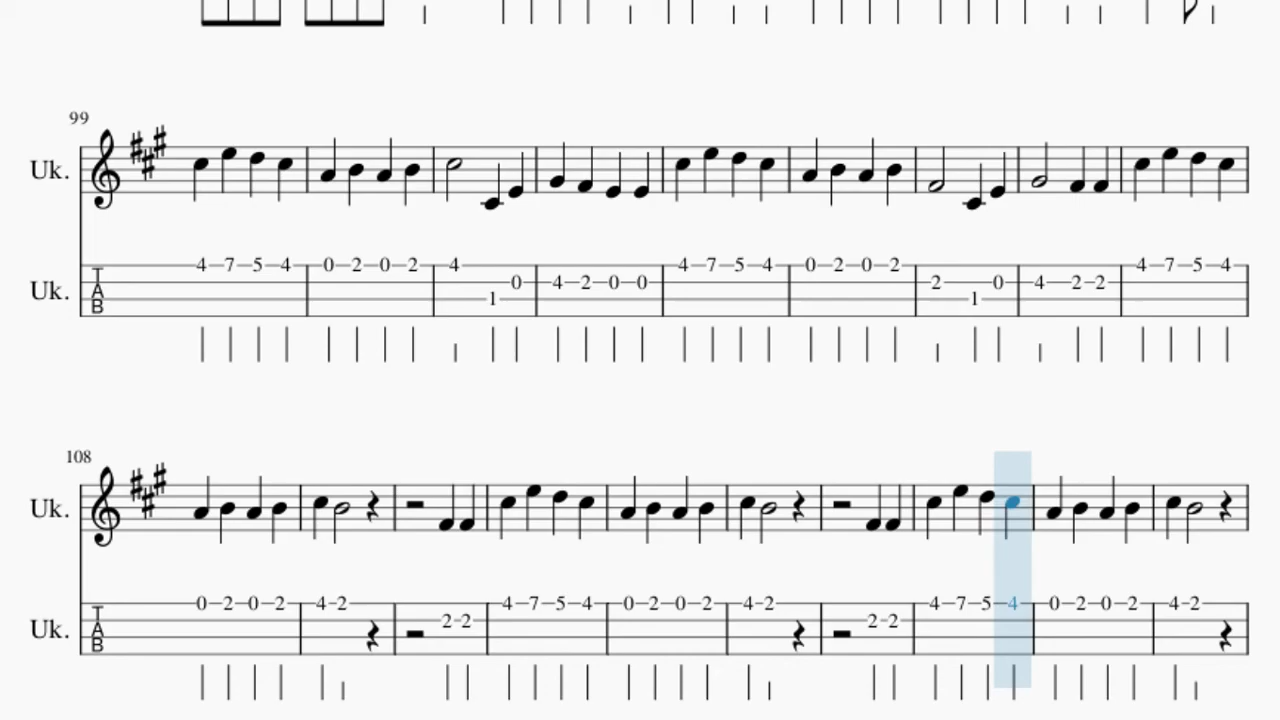 99
Uk.
4 7 5 4 0 2 0 2 4 4 7 5 4 0 2 0 2 4 7 5 4
Uk. 0 4 2 0 0 2 0 4 2 2
1 1
108
Uk.
0 2 0 2 4 2 4 7 5 4 0 2 0 2 4 2 4 7 5 4 0 2 0 2 4 2
Uk. 2 2 2 2